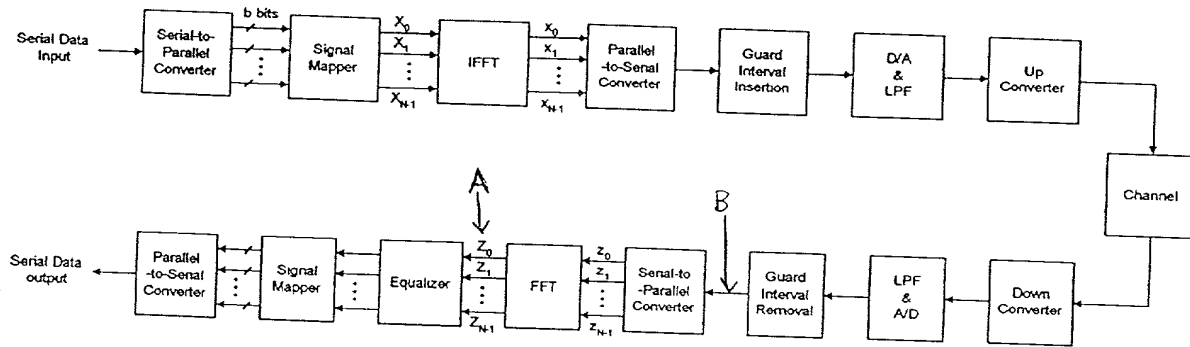 b bits
Serial Data
Input
Serial-to-
Parallel
Converter
Signal
Mapper
X0
X1
XN-1
IFFT
x0
x1
xN-1
Parallel
-to-Serial
Converter
Guard
Interval
Insertion
D/A
&
LPF
Up
Converter
Channel
A
B
Serial Data
output
Parallel
-to-Serial
Converter
Signal
Mapper
Equalizer
Z0
Z1
ZN-1
FFT
z0
z1
zN-1
Serial-to
-Parallel
Converter
Guard
Interval
Removal
LPF
&
A/D
Down
Converter